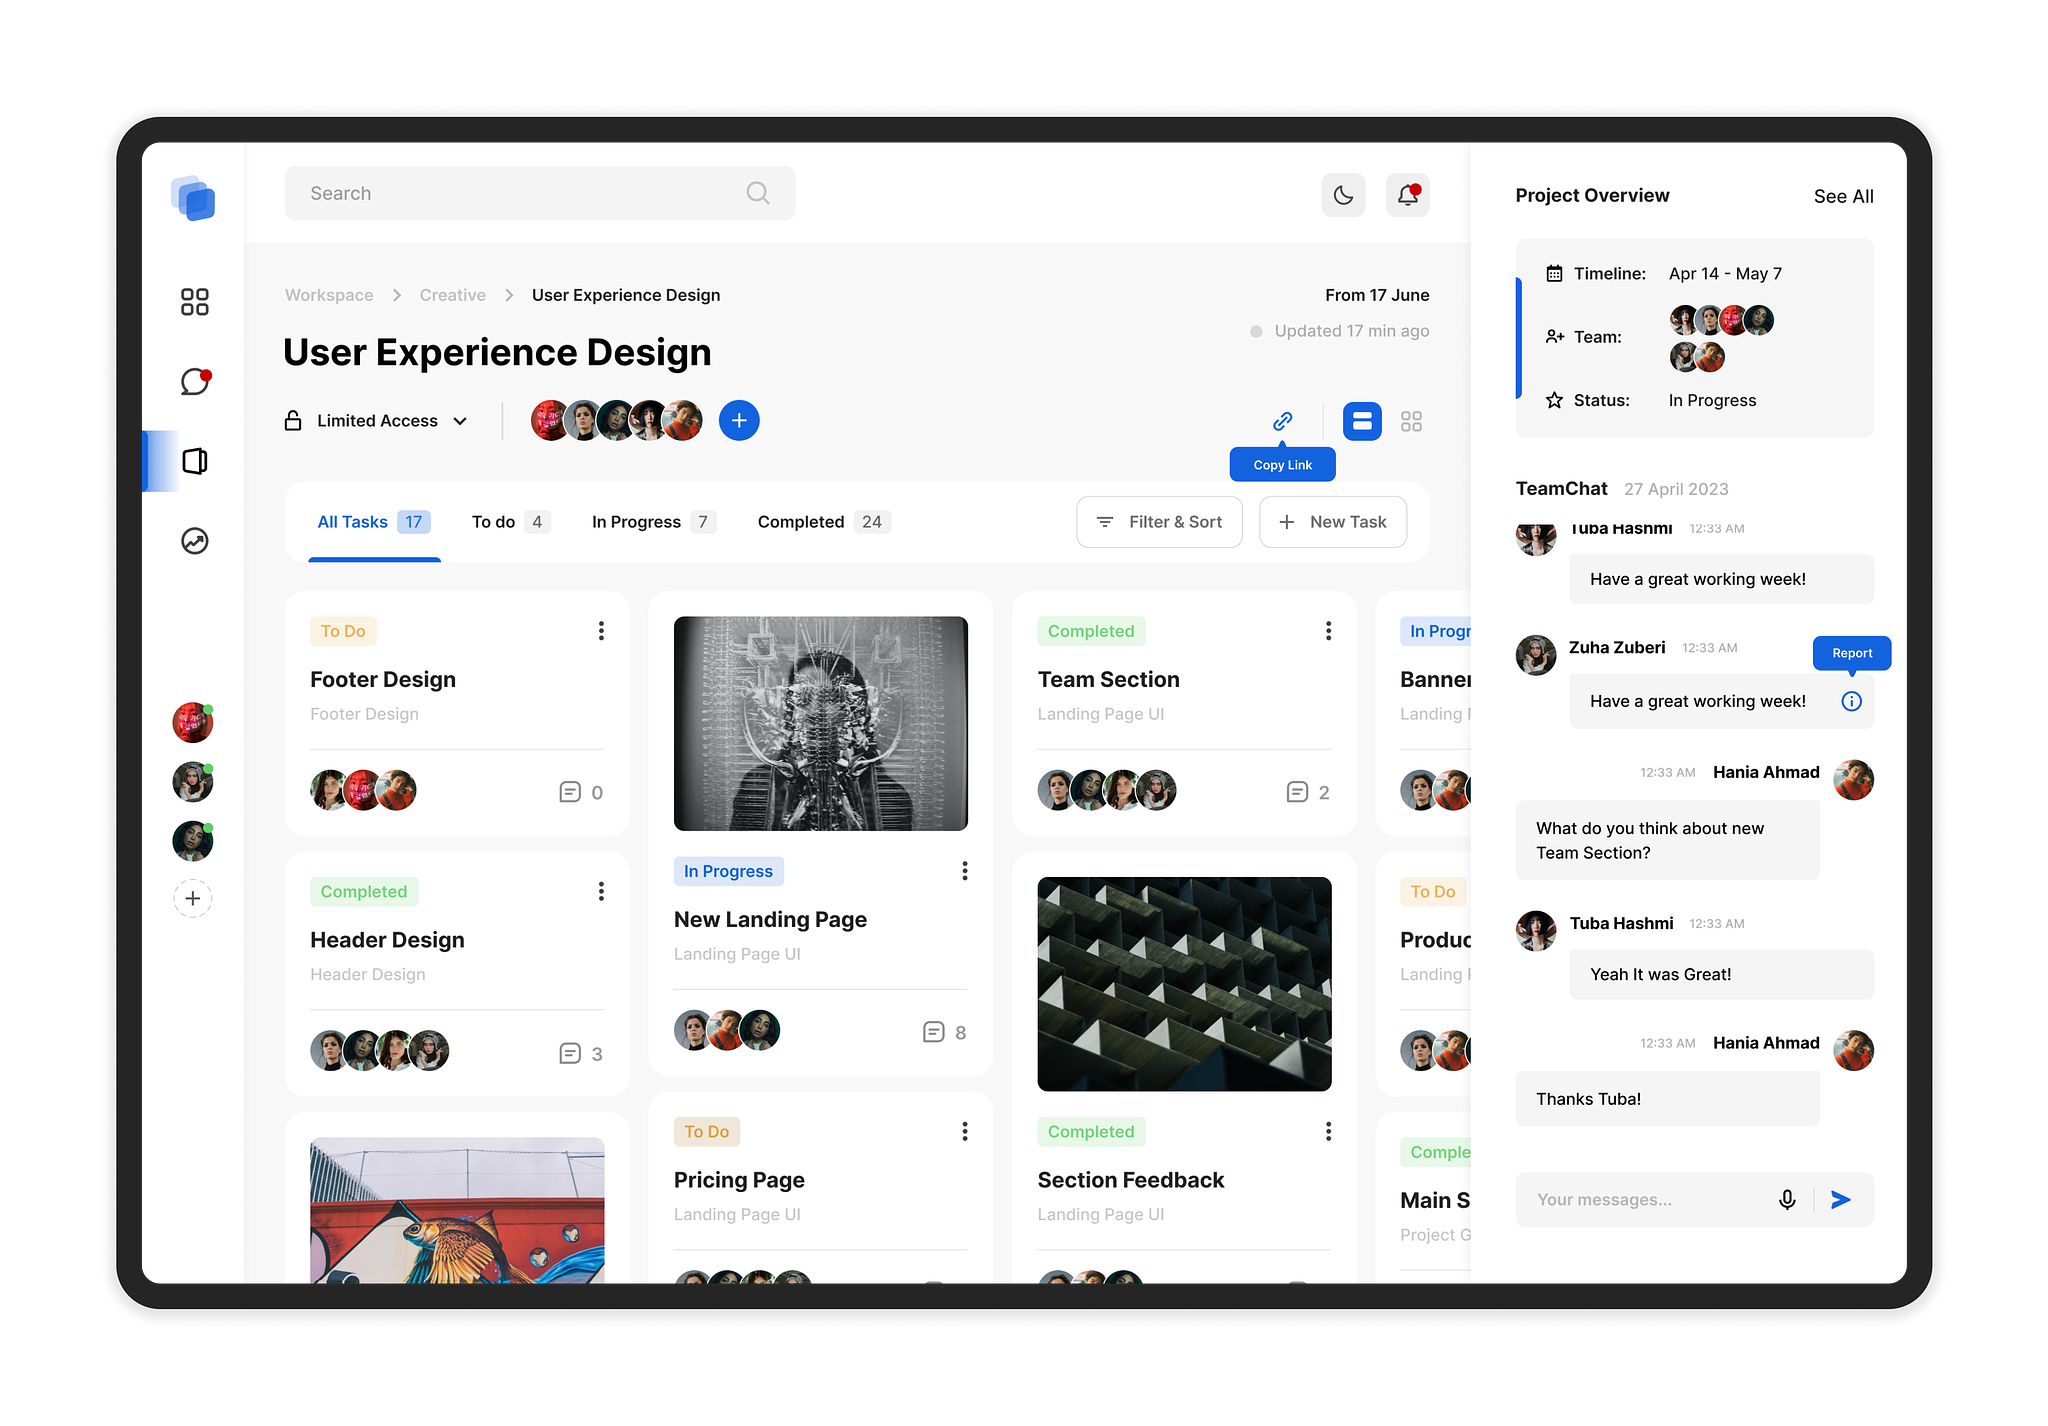 Search
Workspace > Creative > User Experience Design
From 17 June
User Experience Design
Updated 17 min ago
Limited Access
Copy Link
All Tasks 17
To do 4
In Progress 7
Completed 24
Filter & Sort
New Task
To Do
Footer Design
Footer Design
0
Completed
Header Design
Header Design
3
In Progress
New Landing Page
Landing Page UI
8
To Do
Pricing Page
Landing Page UI
Completed
Team Section
Landing Page UI
2
Completed
Section Feedback
Landing Page UI
In Progr
Banner
Landing
To Do
Produc
Landing
Comple
Main S
Project G
Project Overview
See All
Timeline: Apr 14 - May 7
Team:
Status: In Progress
TeamChat 27 April 2023
Tuba Hashmi 12:33 AM
Have a great working week!
Zuha Zuberi 12:33 AM
Report
Have a great working week!
12:33 AM Hania Ahmad
What do you think about new
Team Section?
Tuba Hashmi 12:33 AM
Yeah It was Great!
12:33 AM Hania Ahmad
Thanks Tuba!
Your messages...